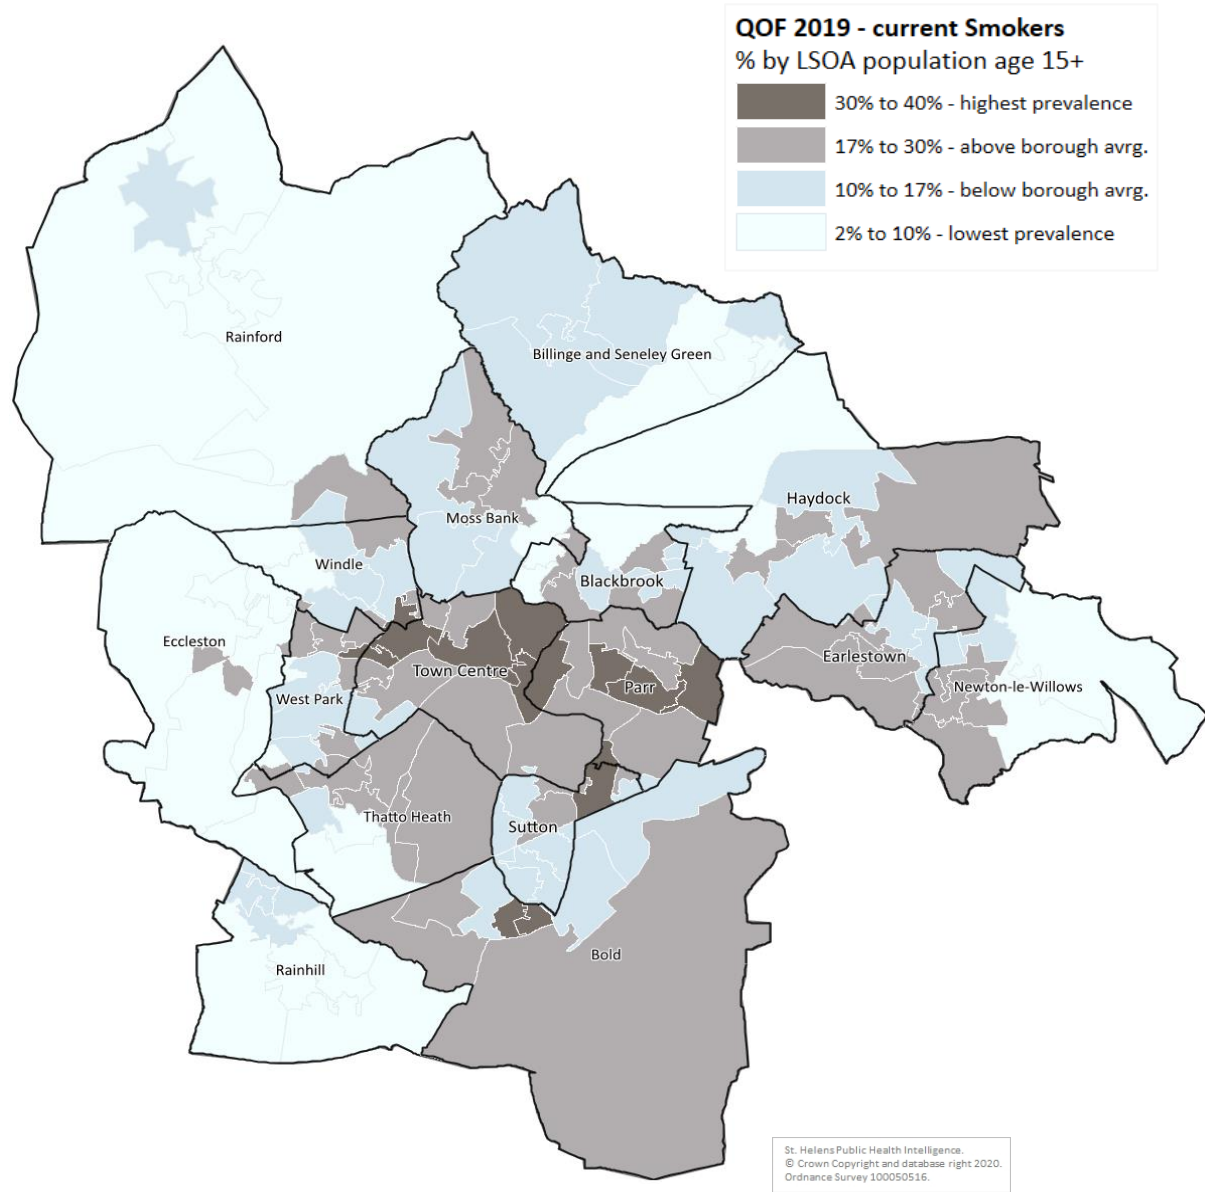 QOF 2019 - current Smokers
% by LSOA population age 15+
30% to 40% - highest prevalence
17% to 30% - above borough avrg.
10% to 17% - below borough avrg.
2% to 10% - lowest prevalence
Rainford
Billinge and Seneley Green
Haydock
Moss Bank
Windle
Blackbrook
Eccleston
Earlestown
Town Centre
Parr
Newton-le-Willows
West Park
Thatto Heath
Sutton
Bold
Rainhill
St. Helens Public Health Intelligence.
© Crown Copyright and database right 2020.
Ordnance Survey 100050516.